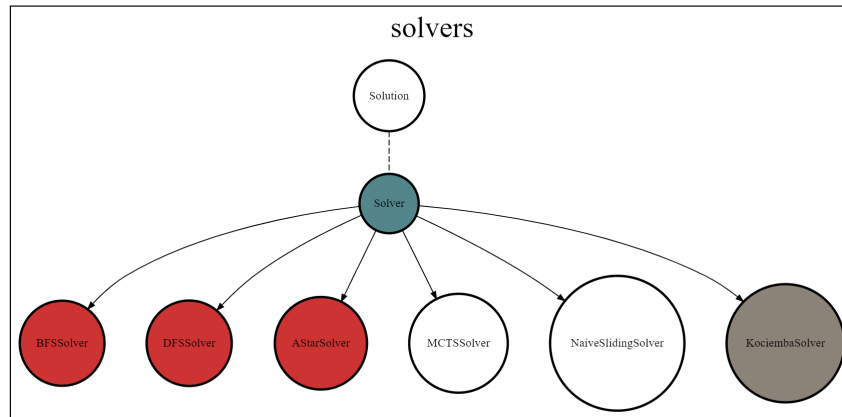 solvers
Solution
Solver
BFSSolver
DFSSolver
AStarSolver
MCTSSolver
NaiveSlidingSolver
KociembaSolver